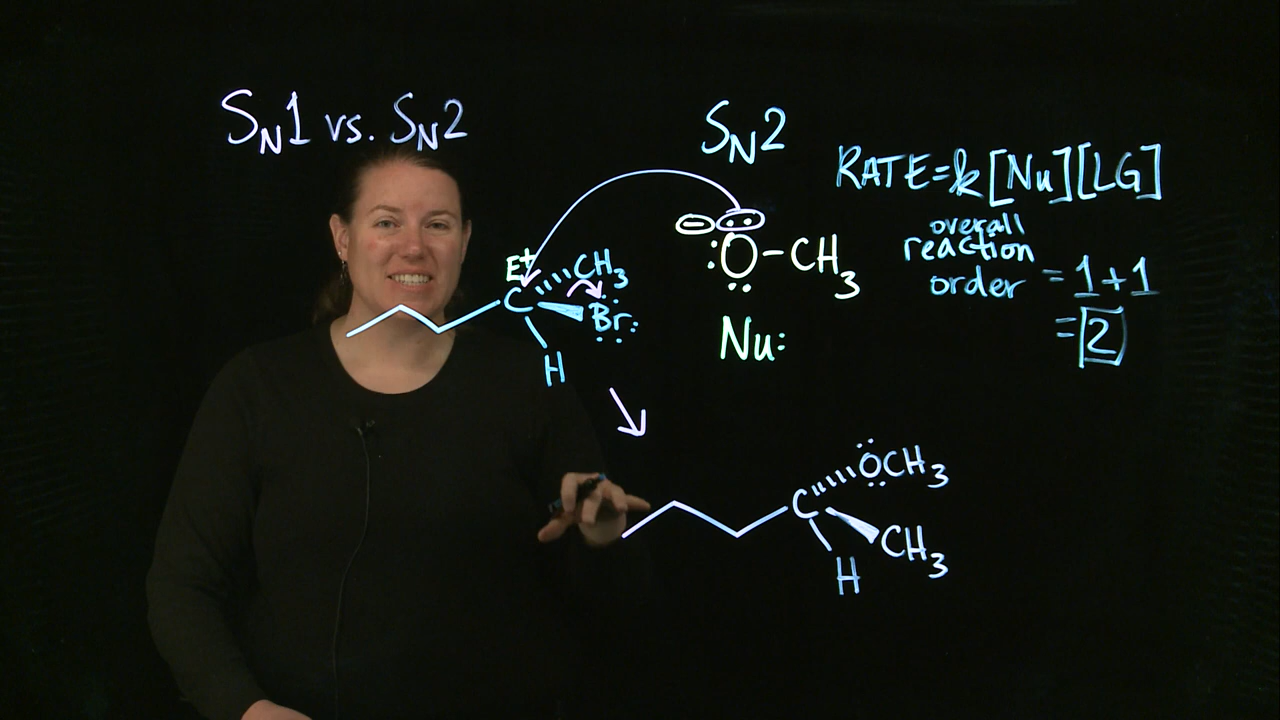 SN1 vs. SN2
SN2
RATE=k[Nu][LG]
overall
reaction
order = 1+1
= 2
E+
CH3
C
Br
H
O-CH3
Nu:
OCH3
C
CH3
H